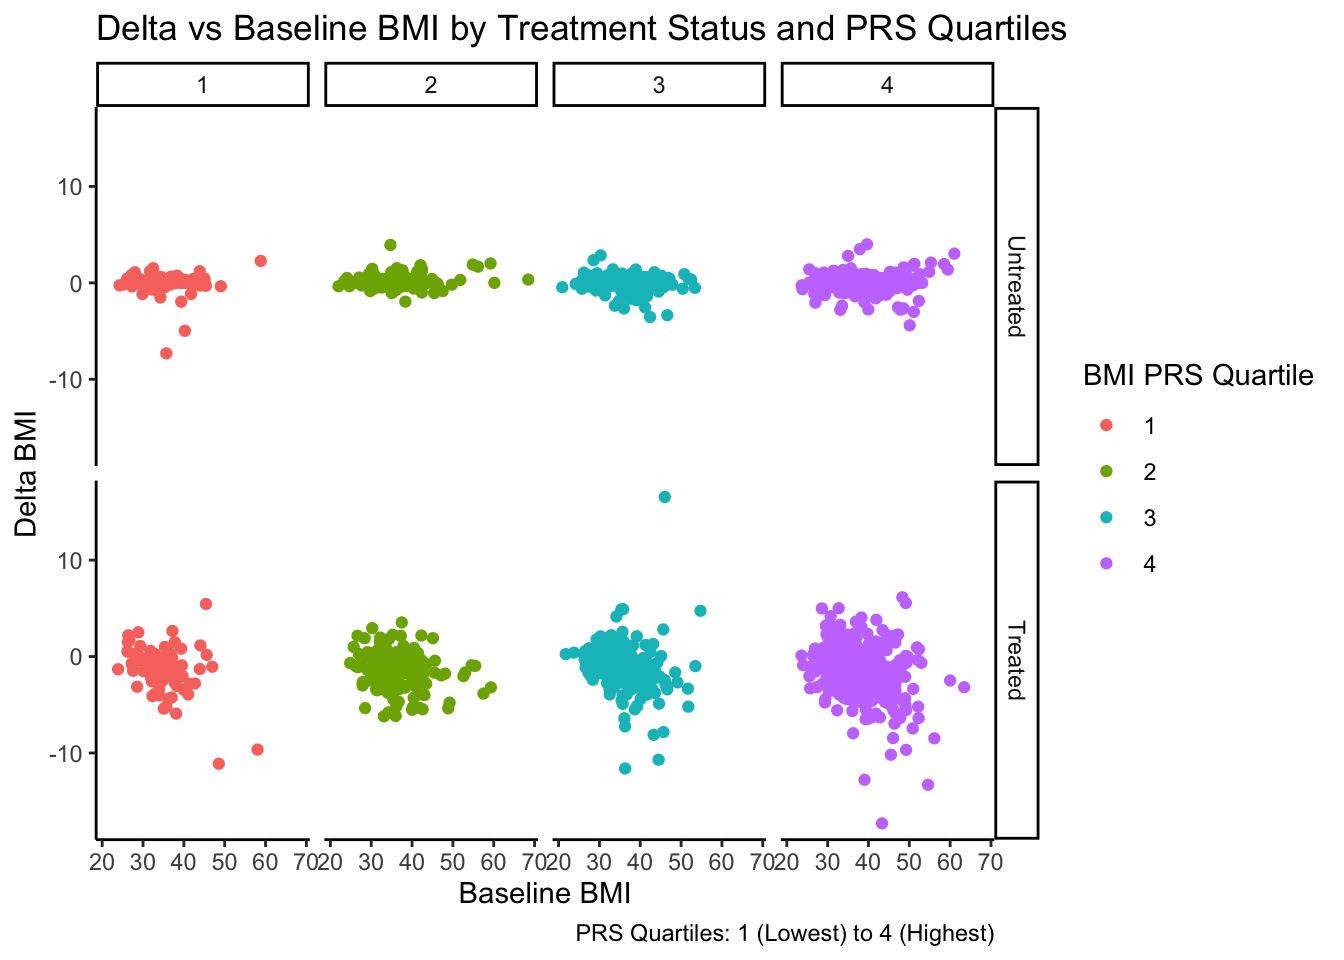 Delta vs Baseline BMI by Treatment Status and PRS Quartiles
1 2 3 4
10
0
-10
Untreated
Delta BMI
10
0
-10
Treated
20 30 40 50 60 70 20 30 40 50 60 70 20 30 40 50 60 70 20 30 40 50 60 70
Baseline BMI
PRS Quartiles: 1 (Lowest) to 4 (Highest)
BMI PRS Quartile
1
2
3
4